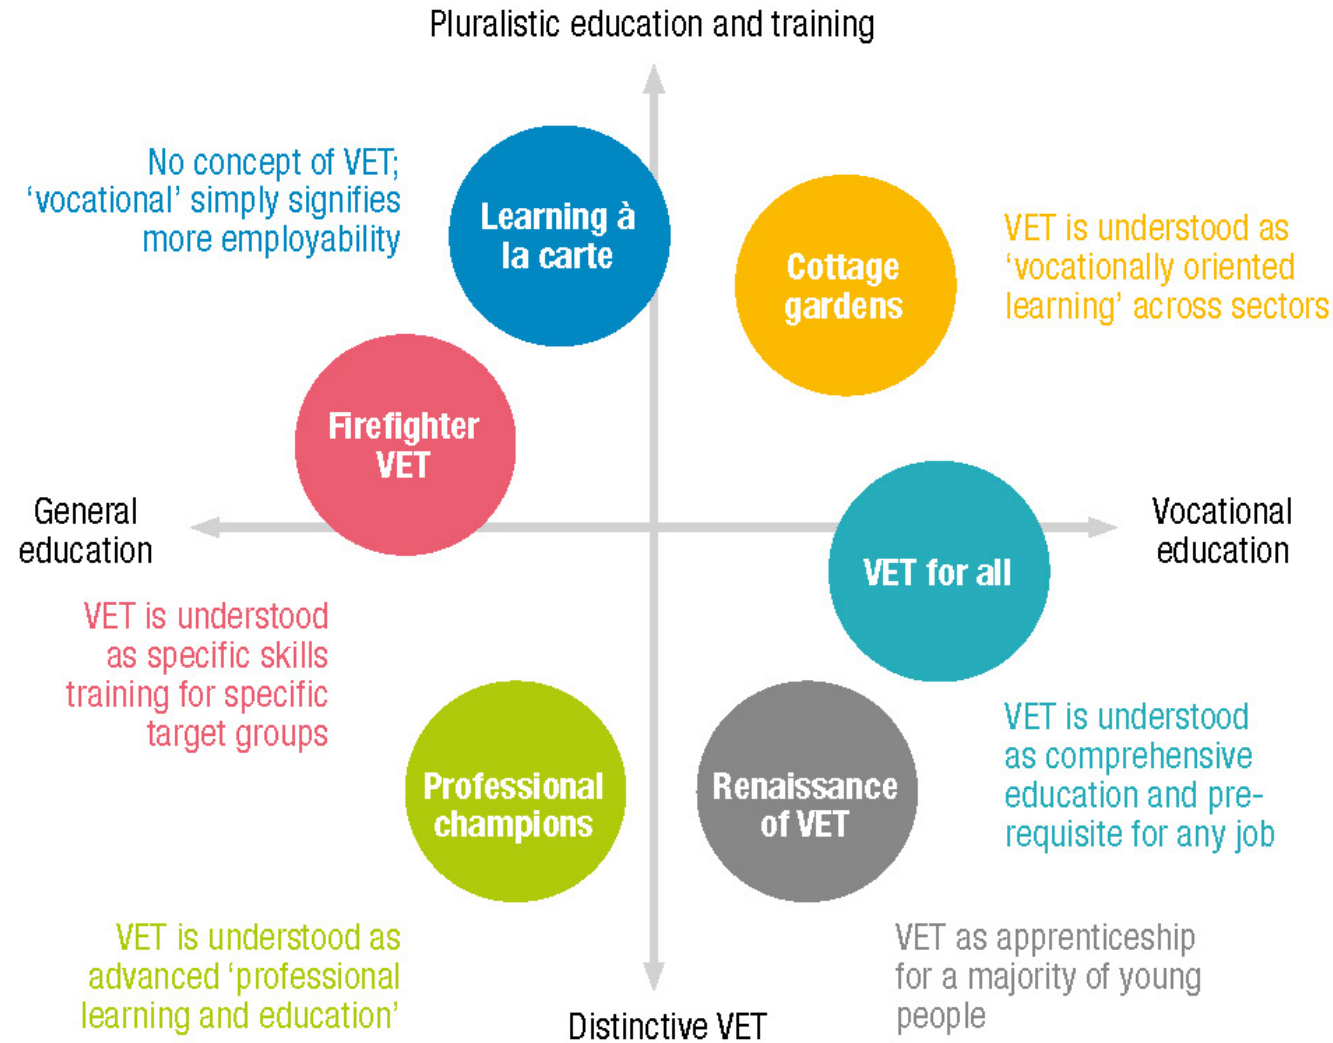 Pluralistic education and training
No concept of VET;
‘vocational’ simply signifies
more employability
Learning à
la carte
Cottage
gardens
VET is understood as
‘vocationally oriented
learning’ across sectors
Firefighter
VET
General
education
Vocational
education
VET for all
VET is understood
as specific skills
training for specific
target groups
VET is understood
as comprehensive
education and pre-
requisite for any job
Professional
champions
Renaissance
of VET
VET is understood as
advanced ‘professional
learning and education’
VET as apprenticeship
for a majority of young
people
Distinctive VET